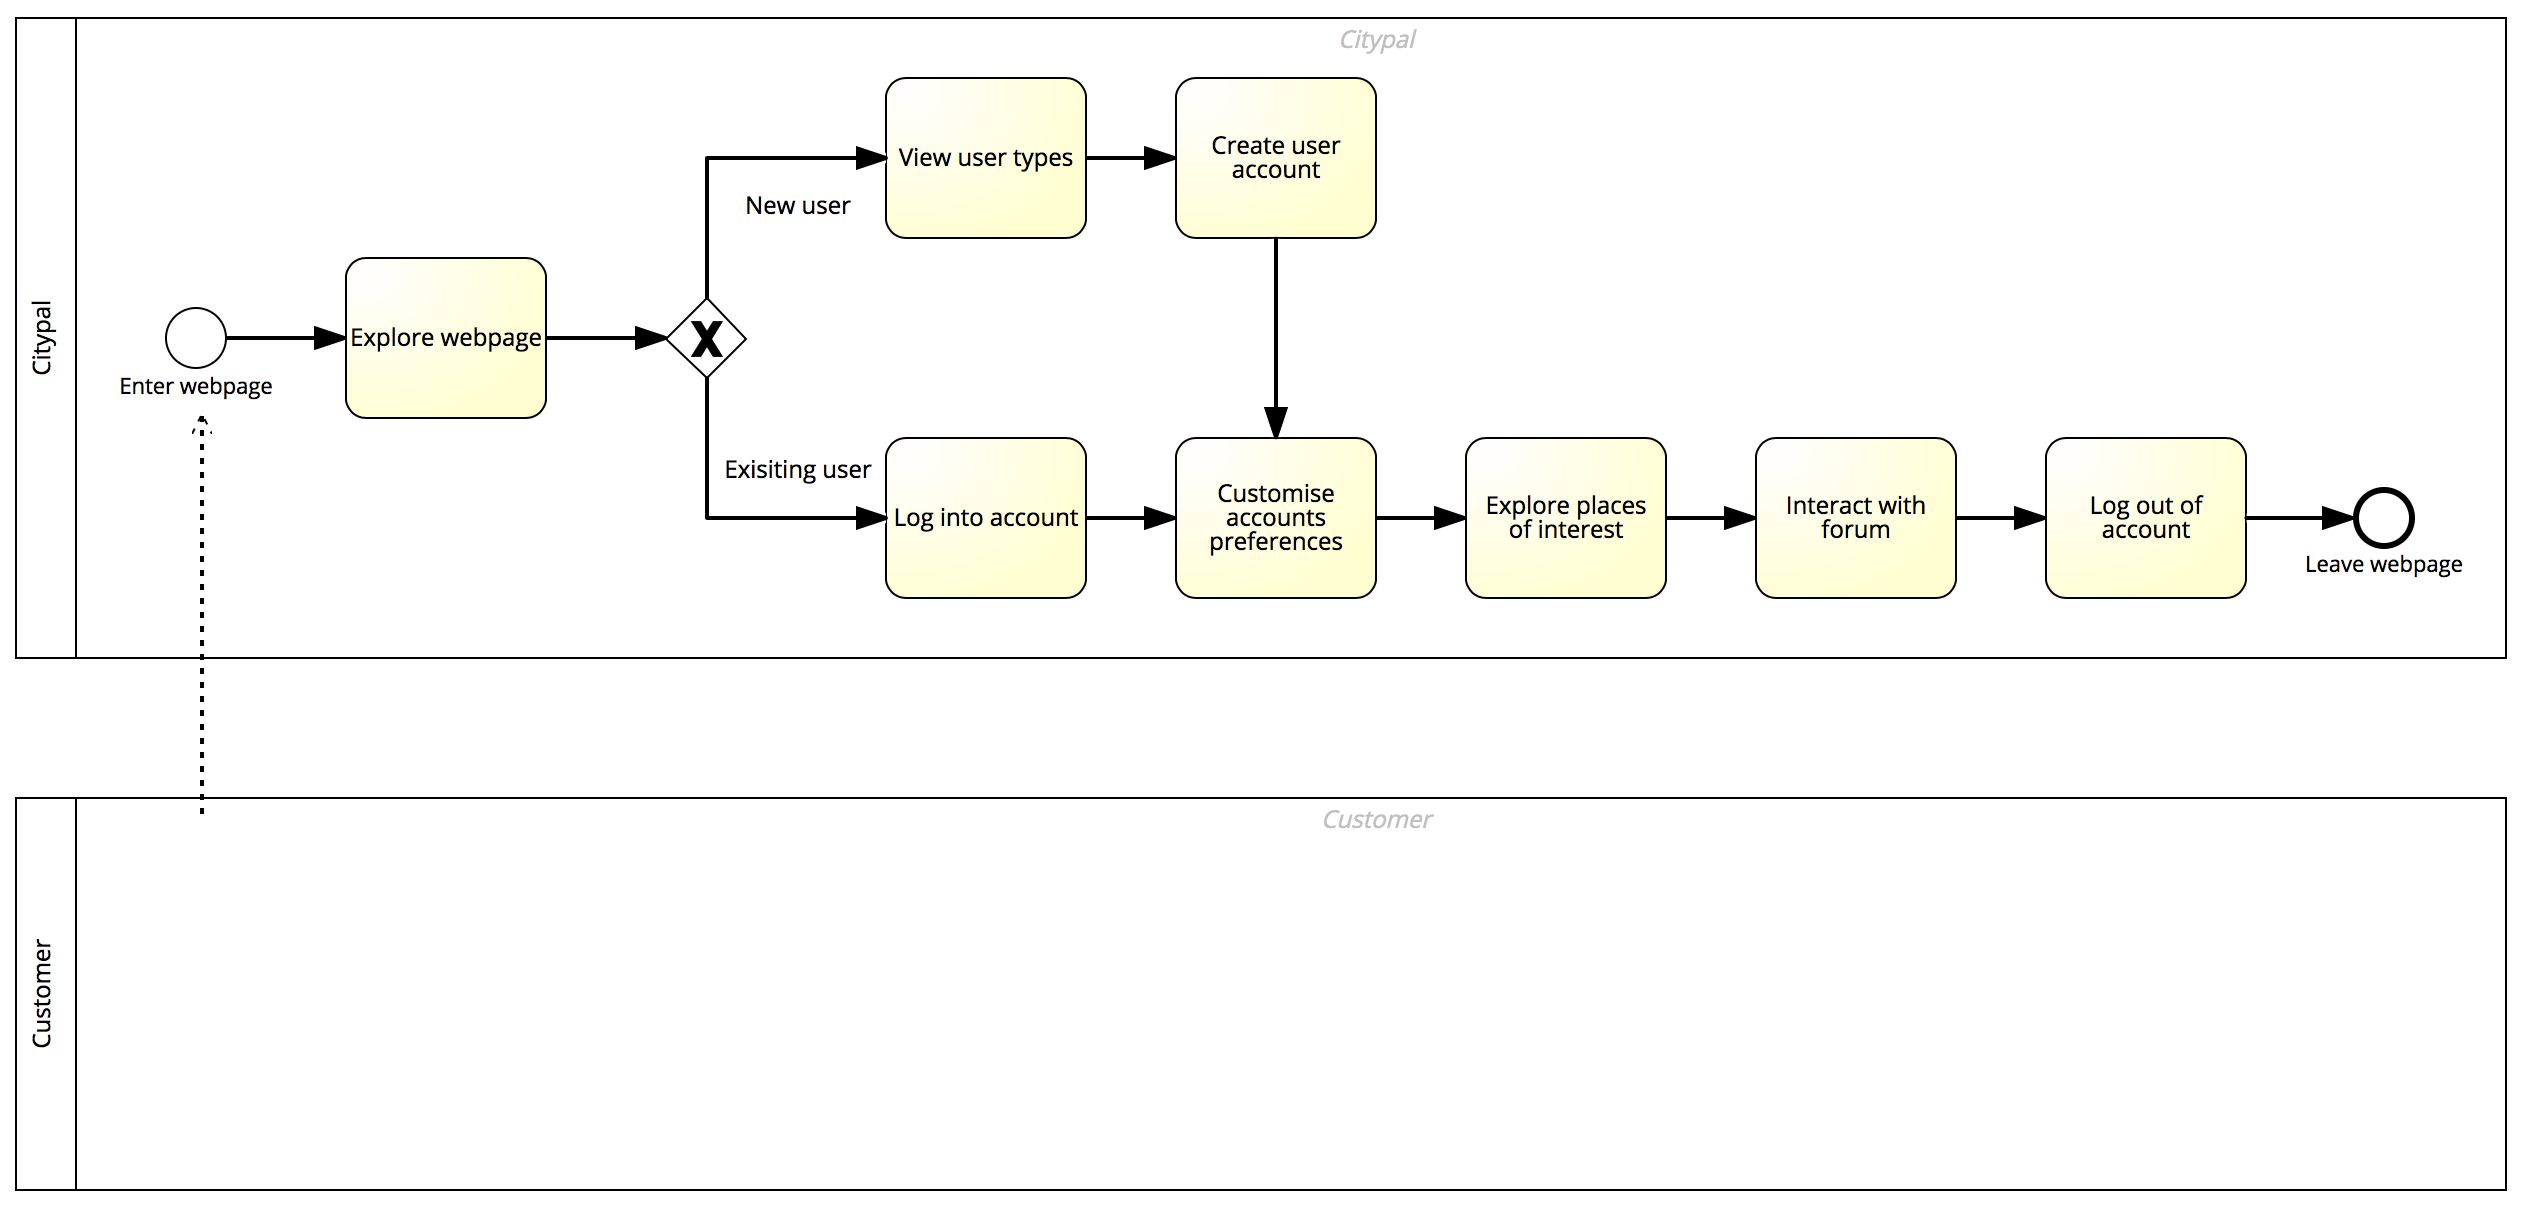 Citypal
Citypal
View user types
Create user
account
New user
Explore webpage
Enter webpage
Exisiting user
Log into account
Customise
accounts
preferences
Explore places
of interest
Interact with
forum
Log out of
account
Leave webpage
Customer
Customer